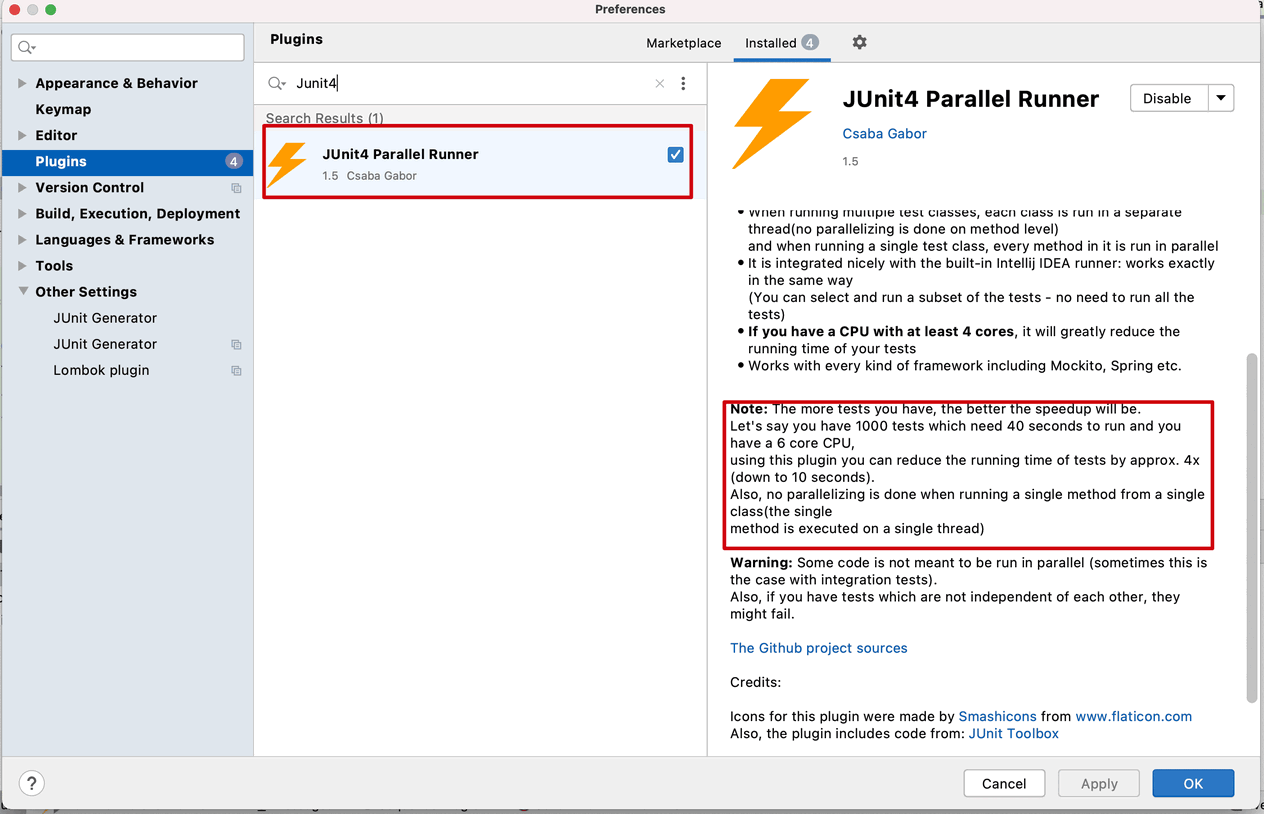 Preferences
Appearance & Behavior
Keymap
Editor
Plugins 4
Version Control
Build, Execution, Deployment
Languages & Frameworks
Tools
Other Settings
JUnit Generator
JUnit Generator
Lombok plugin
Plugins
Marketplace
Installed 4
Junit4
Search Results (1)
JUnit4 Parallel Runner
1.5 Csaba Gabor
JUnit4 Parallel Runner
Disable
Csaba Gabor
1.5
• When running multiple test classes, each class is run in a separate
thread(no parallelizing is done on method level)
and when running a single test class, every method in it is run in parallel
• It is integrated nicely with the built-in Intellij IDEA runner: works exactly
in the same way
(You can select and run a subset of the tests - no need to run all the
tests)
• If you have a CPU with at least 4 cores, it will greatly reduce the
running time of your tests
• Works with every kind of framework including Mockito, Spring etc.
Note: The more tests you have, the better the speedup will be.
Let's say you have 1000 tests which need 40 seconds to run and you
have a 6 core CPU,
using this plugin you can reduce the running time of tests by approx. 4x
(down to 10 seconds).
Also, no parallelizing is done when running a single method from a single
class(the single
method is executed on a single thread)
Warning: Some code is not meant to be run in parallel (sometimes this is
the case with integration tests).
Also, if you have tests which are not independent of each other, they
might fail.
The Github project sources
Credits:
Icons for this plugin were made by Smashicons from www.flaticon.com
Also, the plugin includes code from: JUnit Toolbox
?
Cancel
Apply
OK